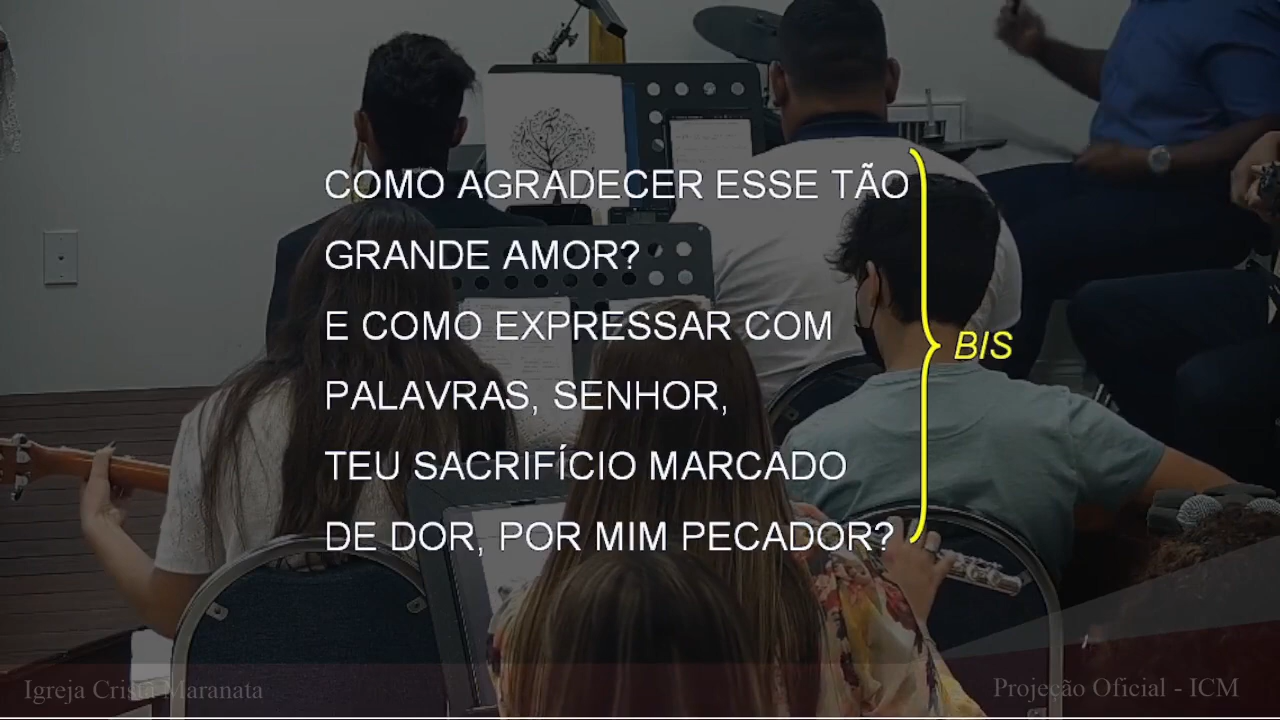 COMO AGRADECER ESSE TÃO
GRANDE AMOR?
E COMO EXPRESSAR COM
PALAVRAS, SENHOR,
TEU SACRIFÍCIO MARCADO
DE DOR, POR MIM PECADOR?
BIS
Igreja Cristã Maranata
Projeção Oficial - ICM